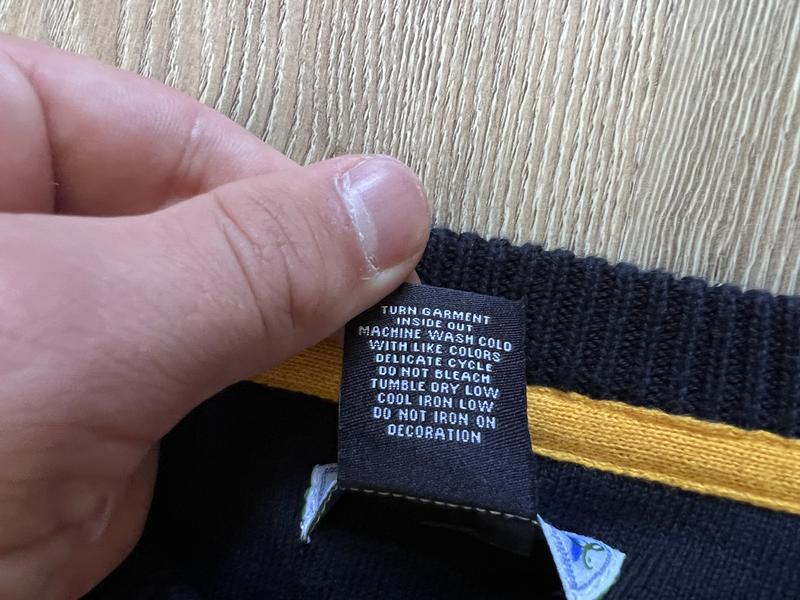 TURN GARMENT
INSIDE OUT
MACHINE WASH COLD
WITH LIKE COLORS
DELICATE CYCLE
DO NOT BLEACH
TUMBLE DRY LOW
COOL IRON LOW
DO NOT IRON ON
DECORATION